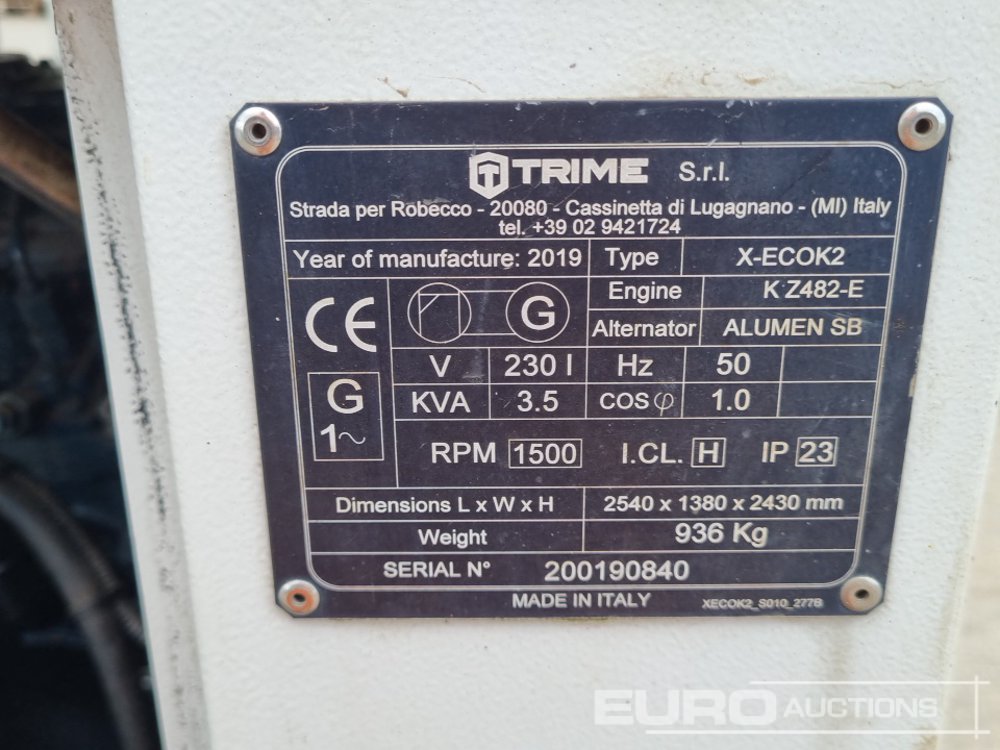 TRIME S.r.l.
Strada per Robecco - 20080 - Cassinetta di Lugagnano - (MI) Italy
tel. +39 02 9421724
Year of manufacture: 2019 Type X-ECOK2
Engine K Z482-E
CE G Alternator ALUMEN SB
V 230 I Hz 50
G 1~ KVA 3.5 COS φ 1.0
RPM 1500 I.CL. H IP 23
Dimensions L x W x H 2540 x 1380 x 2430 mm
Weight 936 Kg
SERIAL N° 200190840
MADE IN ITALY XECOK2_S010_277B
EURO AUCTIONS